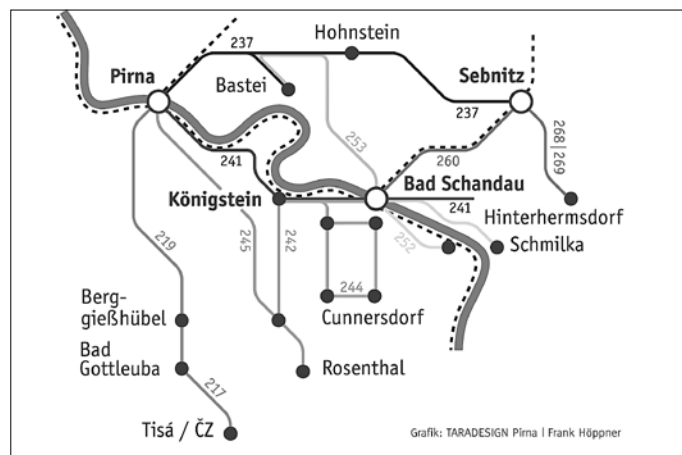 Hohnstein
237
Pirna
Sebnitz
Bastei
237
253
241
260
268|269
Bad Schandau
Königstein
241
Hinterhermsdorf
219
245
242
252
Schmilka
244
Berg-
gießhübel
Cunnersdorf
Bad
Gottleuba
Rosenthal
217
Tisá / ČZ
Grafik: TARADESIGN Pirna | Frank Höppner